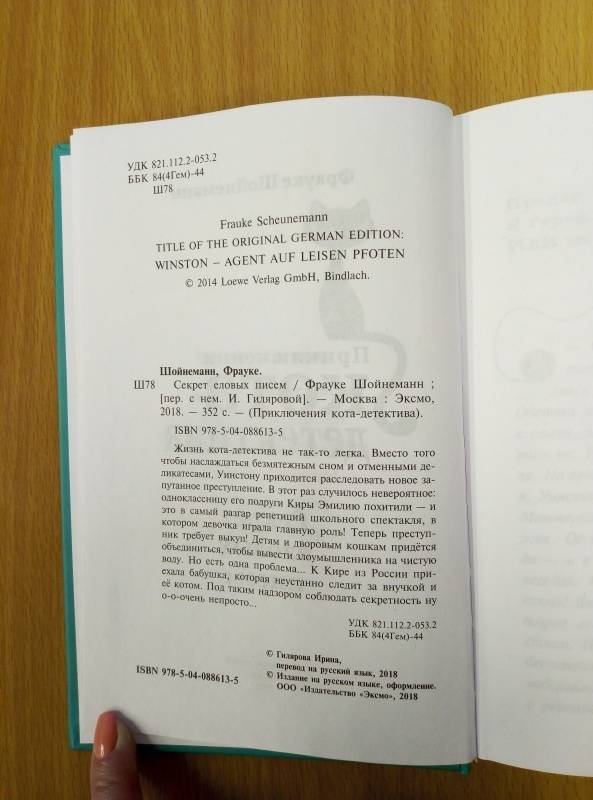 УДК 821.112.2-053.2
ББК 84(4Гем)-44
Ш78
Frauke Scheunemann
TITLE OF THE ORIGINAL GERMAN EDITION:
WINSTON – AGENT AUF LEISEN PFOTEN
© 2014 Loewe Verlag GmbH, Bindlach.
Шойнеманн, Фрауке.
Ш78 Секрет еловых писем / Фрауке Шойнеманн ;
[пер. с нем. И. Гиляровой]. — Москва : Эксмо,
2018. — 352 с. — (Приключения кота-детектива).
ISBN 978-5-04-088613-5
Жизнь кота-детектива не так-то легка. Вместо того
чтобы наслаждаться безмятежным сном и отменными де-
ликатесами, Уинстону приходится расследовать новое за-
путанное преступление. В этот раз случилось невероятное:
одноклассницу его подруги Киры Эмилию похитили — и
это в самый разгар репетиций школьного спектакля, в
котором девочка играла главную роль! Теперь преступ-
ник требует выкуп! Детям и дворовым кошкам придётся
объединиться, чтобы вывести злоумышленника на чистую
воду. Но есть одна проблема... К Кире из России при-
ехала бабушка, которая неустанно следит за внучкой и
её котом. Под таким надзором соблюдать секретность ну
о-о-очень непросто...
УДК 821.112.2-053.2
ББК 84(4Гем)-44
© Гилярова Ирина,
перевод на русский язык, 2018
© Издание на русском языке, оформление.
ООО «Издательство «Эксмо», 2018
ISBN 978-5-04-088613-5